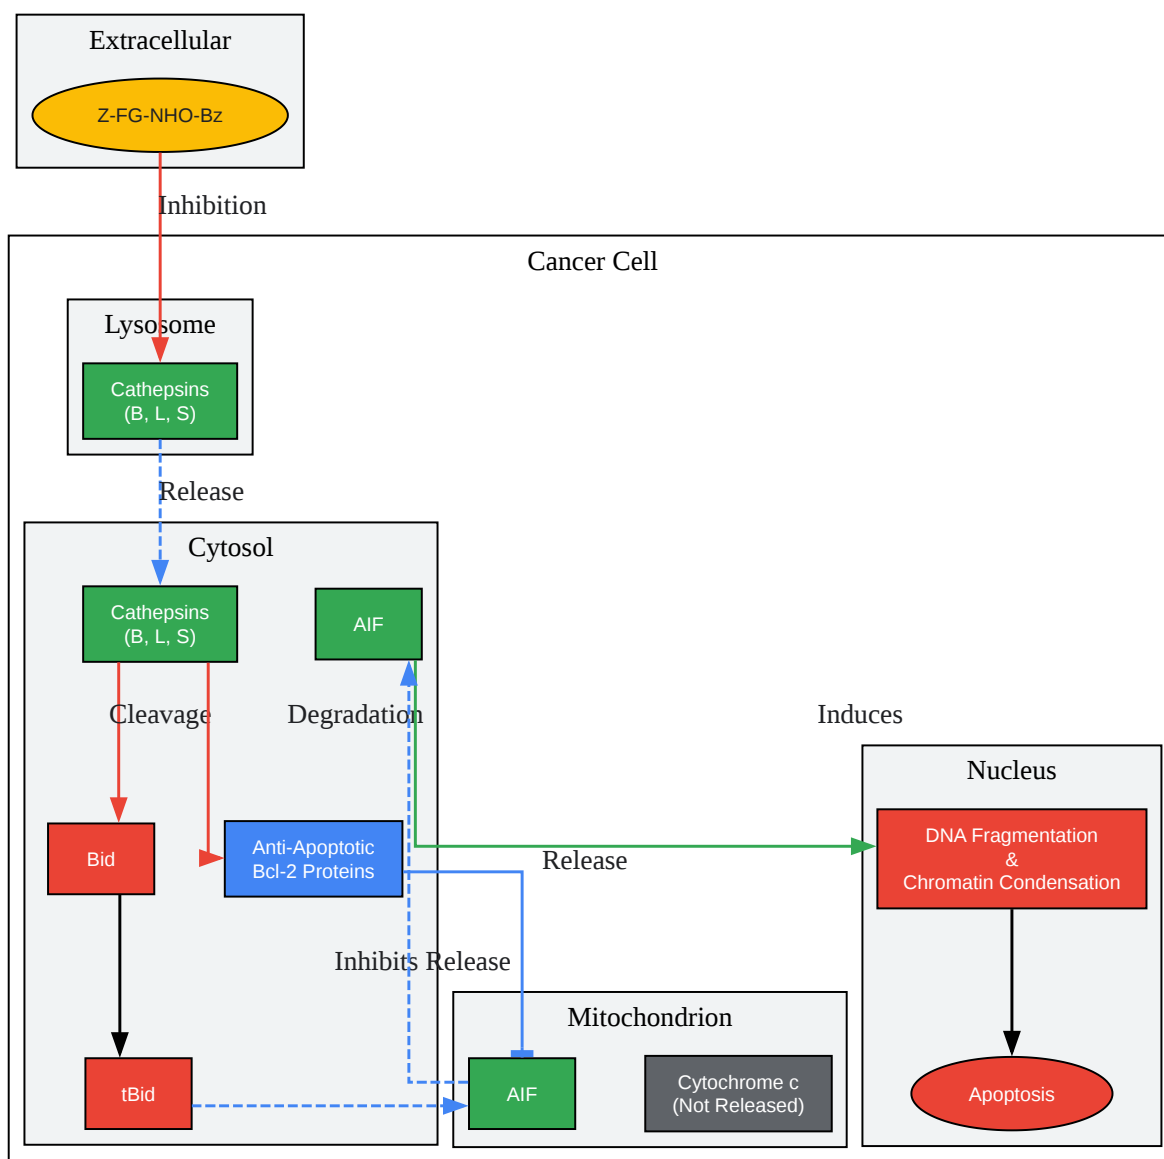 Extracellular
Z-FG-NHO-Bz
Inhibition
Cancer Cell
Lysosome
Cathepsins
(B, L, S)
Release
Cytosol
Cathepsins
(B, L, S)
AIF
Cleavage
Degradation
Induces
Nucleus
Bid
Anti-Apoptotic
Bcl-2 Proteins
Release
DNA Fragmentation
&
Chromatin Condensation
Inhibits Release
Mitochondrion
tBid
AIF
Cytochrome c
(Not Released)
Apoptosis